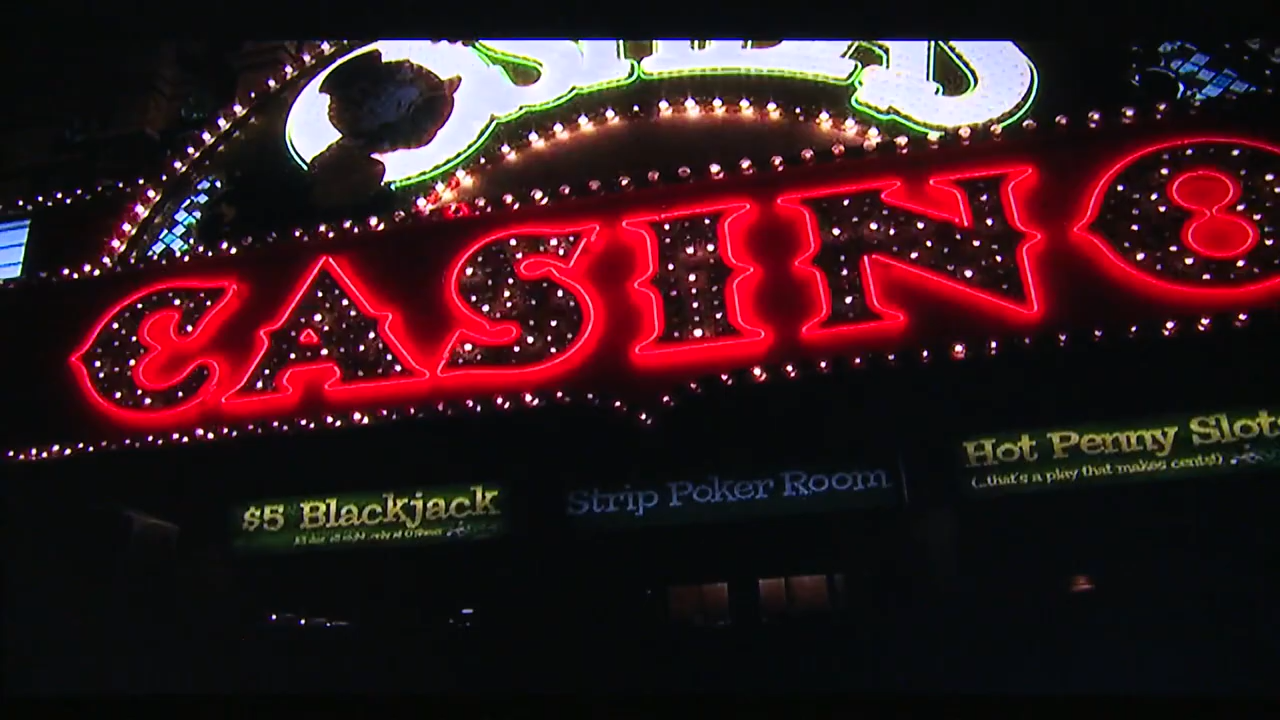 CASINO
$5 Blackjack
Strip Poker Room
Hot Penny Slots
(...that's a play that makes cents!)